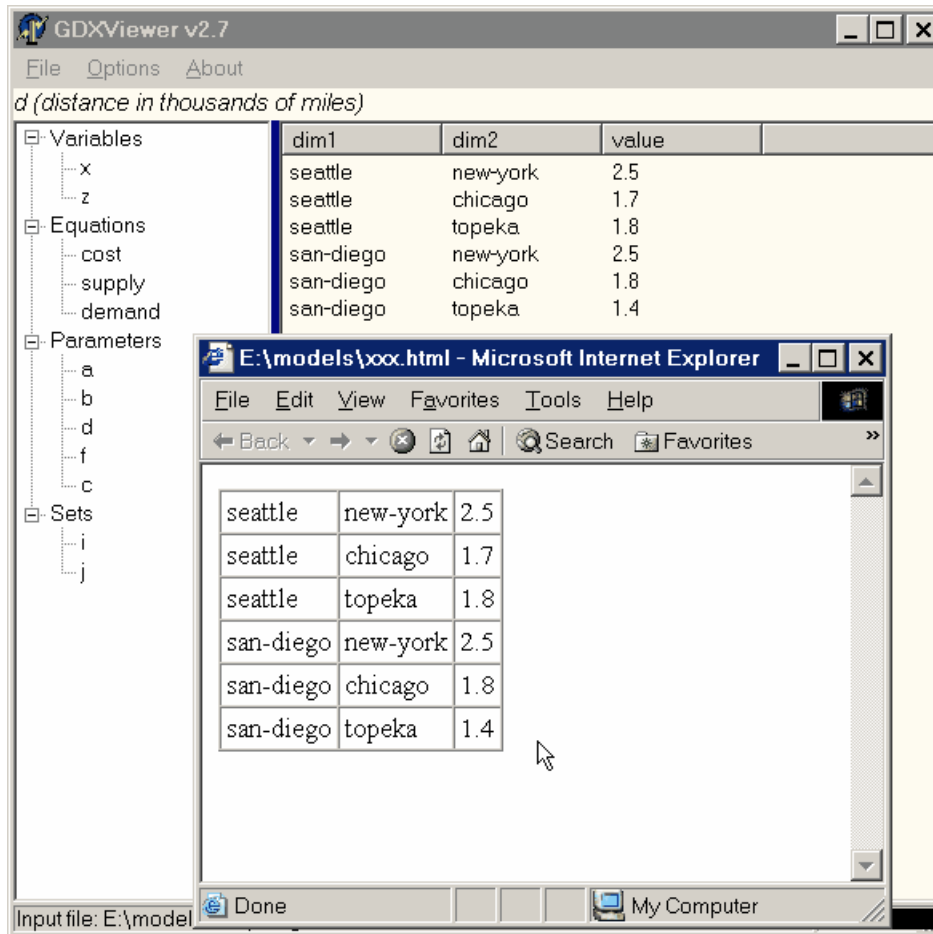 GDXViewer v2.7
File Options About
d (distance in thousands of miles)
Variables
x
z
Equations
cost
supply
demand
Parameters
a
b
d
f
c
Sets
i
j
dim1 dim2 value
seattle new-york 2.5
seattle chicago 1.7
seattle topeka 1.8
san-diego new-york 2.5
san-diego chicago 1.8
san-diego topeka 1.4
E:\models\xxx.html - Microsoft Internet Explorer
File Edit View Favorites Tools Help
Back Search Favorites »
seattle new-york 2.5
seattle chicago 1.7
seattle topeka 1.8
san-diego new-york 2.5
san-diego chicago 1.8
san-diego topeka 1.4
Done My Computer
Input file: E:\model